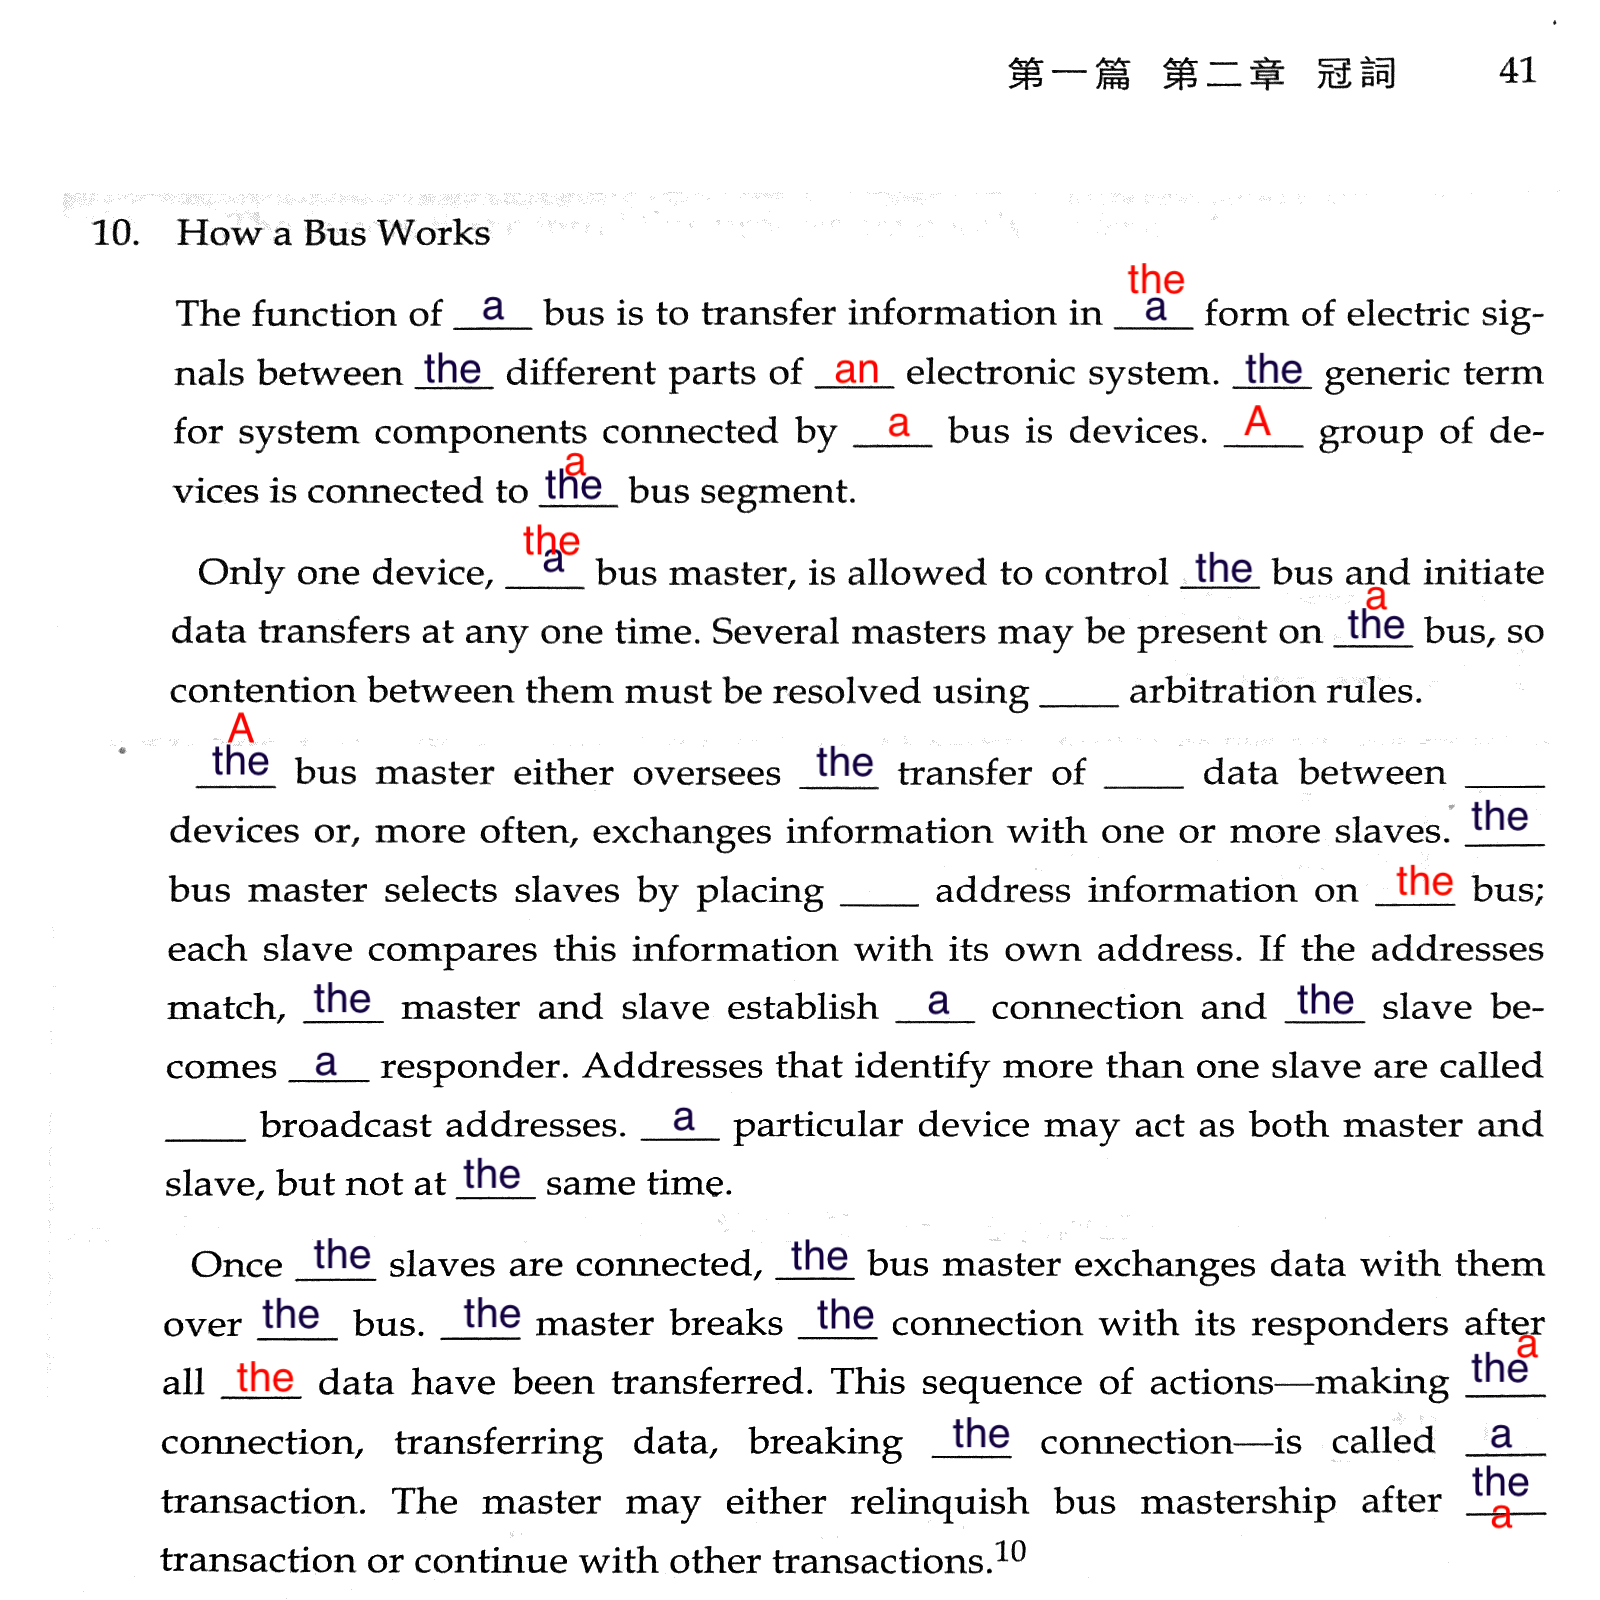 第一篇 第二章 冠詞 41
10. How a Bus Works
the
The function of a bus is to transfer information in a form of electric sig-
nals between the different parts of an electronic system. the generic term
for system components connected by a bus is devices. A group of de-
a
vices is connected to the bus segment.
the
Only one device, a bus master, is allowed to control the bus and initiate
a
data transfers at any one time. Several masters may be present on the bus, so
contention between them must be resolved using ____ arbitration rules.
A
the bus master either oversees the transfer of ____ data between ____
devices or, more often, exchanges information with one or more slaves. the
bus master selects slaves by placing ____ address information on the bus;
each slave compares this information with its own address. If the addresses
match, the master and slave establish a connection and the slave be-
comes a responder. Addresses that identify more than one slave are called
____ broadcast addresses. a particular device may act as both master and
slave, but not at the same time.
Once the slaves are connected, the bus master exchanges data with them
over the bus. the master breaks the connection with its responders after
a
all the data have been transferred. This sequence of actions—making the
connection, transferring data, breaking the connection—is called a
transaction. The master may either relinquish bus mastership after the
a
transaction or continue with other transactions.10